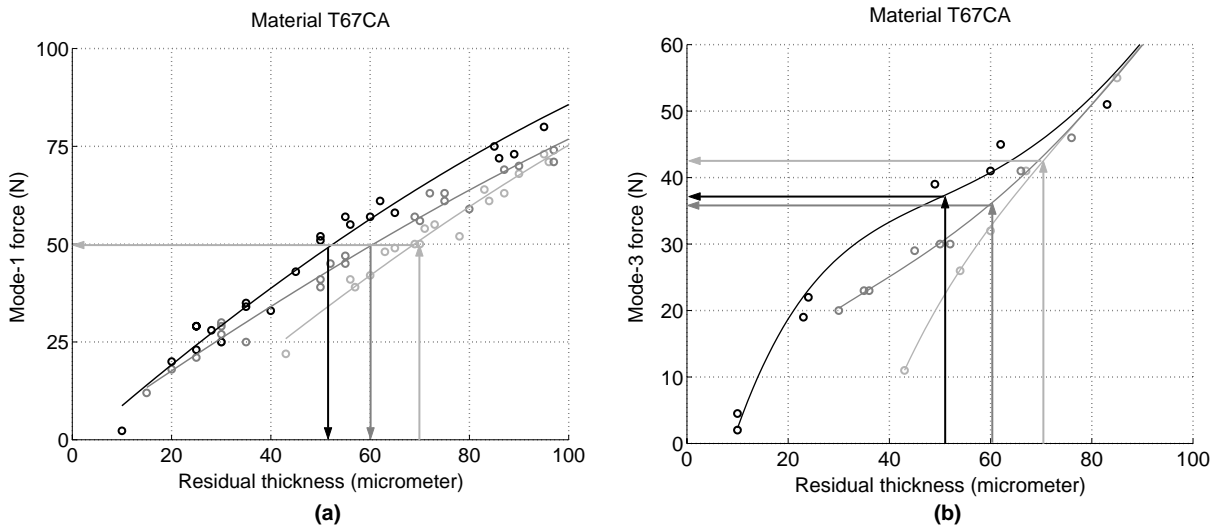 Material T67CA
100
75
50
25
0
Mode-1 force (N)
0 20 40 60 80 100
Residual thickness (micrometer)
(a)
Material T67CA
60
50
40
30
20
10
0
Mode-3 force (N)
0 20 40 60 80 100
Residual thickness (micrometer)
(b)